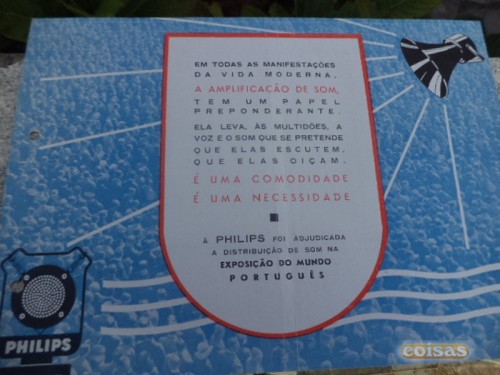 EM TODAS AS MANIFESTAÇÕES
DA VIDA MODERNA,
A AMPLIFICAÇÃO DE SOM,
TEM UM PAPEL
PREPONDERANTE.
ELA LEVA, ÀS MULTIDÕES, A
VOZ E O SOM QUE SE PRETENDE
QUE ELAS ESCUTEM,
QUE ELAS OIÇAM.
É UMA COMODIDADE
É UMA NECESSIDADE
A PHILIPS FOI ADJUDICADA
A DISTRIBUIÇÃO DE SOM NA
EXPOSIÇÃO DO MUNDO
PORTUGUÊS
PHILIPS
coisas